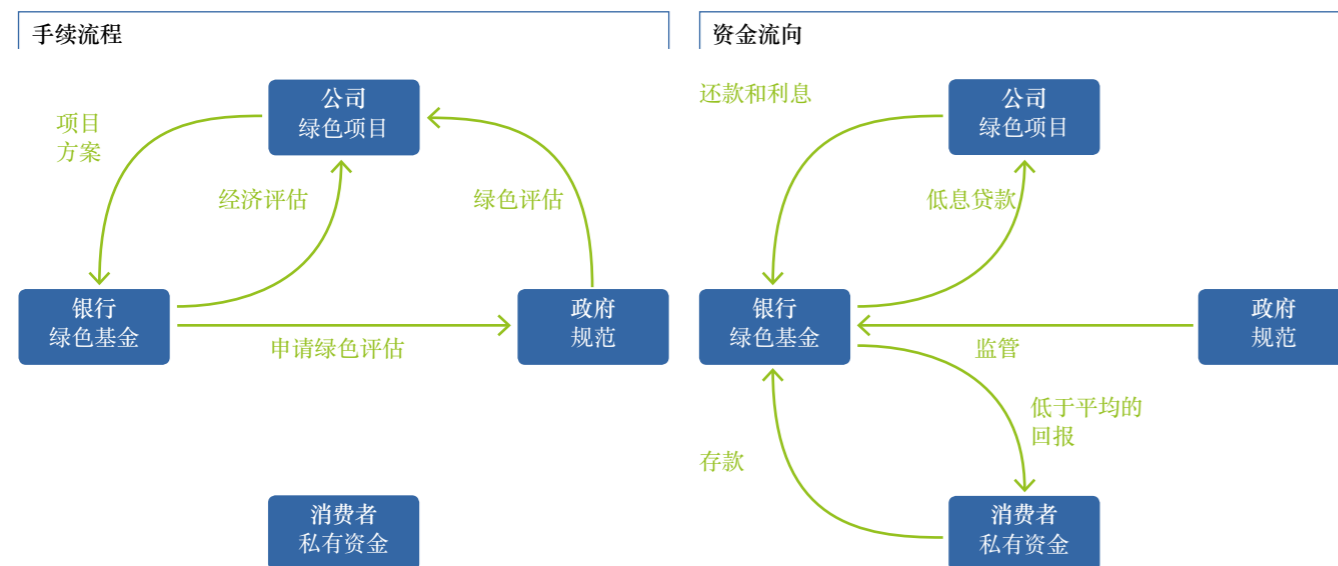 手续流程
公司
绿色项目
项目
方案
经济评估
绿色评估
银行
绿色基金
政府
规范
申请绿色评估
消费者
私有资金
资金流向
还款和利息
公司
绿色项目
低息贷款
银行
绿色基金
政府
规范
监管
低于平均的
回报
存款
消费者
私有资金